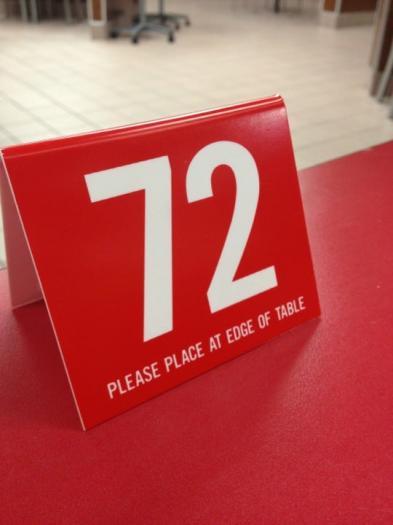 72
PLEASE PLACE AT EDGE OF TABLE